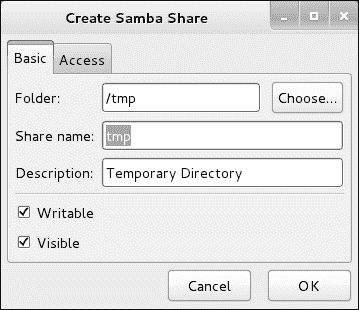 Create Samba Share
Basic Access
Folder: /tmp Choose...
Share name: tmp
Description: Temporary Directory
Writable
Visible
Cancel OK